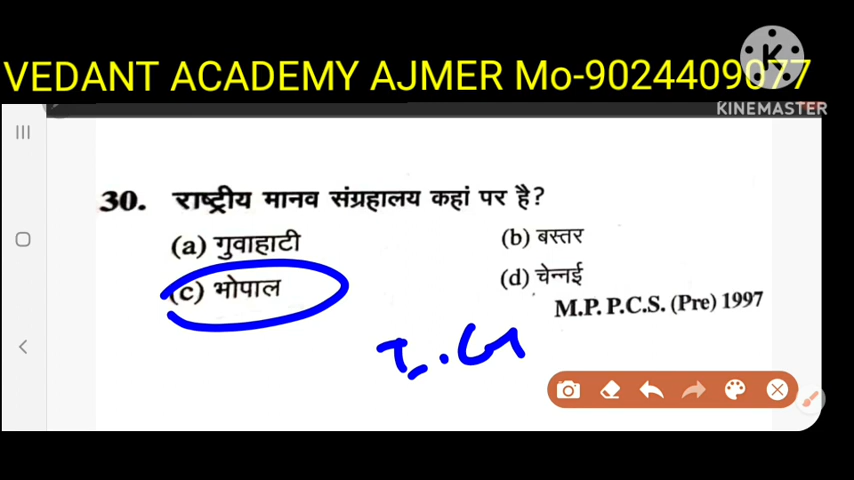 VEDANT ACADEMY AJMER Mo-9024409077
KINEMASTER
30. राष्ट्रीय मानव संग्रहालय कहां पर है?
(a) गुवाहाटी (b) बस्तर
(c) भोपाल (d) चेन्नई
M.P. P.C.S. (Pre) 1997
I.G